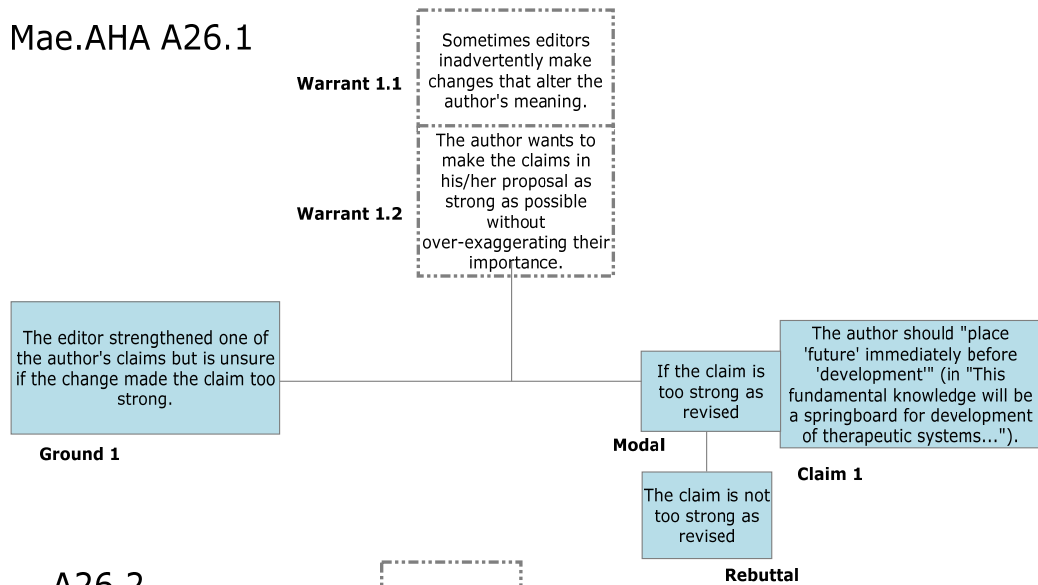 Mae.AHA A26.1
Sometimes editors
inadvertently make
changes that alter the
author's meaning.
Warrant 1.1
The author wants to
make the claims in
his/her proposal as
strong as possible
without
over-exaggerating their
importance.
Warrant 1.2
The editor strengthened one of
the author's claims but is unsure
if the change made the claim too
strong.
Ground 1
If the claim is
too strong as
revised
Modal
The author should "place
'future' immediately before
'development'" (in "This
fundamental knowledge will be
a springboard for development
of therapeutic systems...").
Claim 1
The claim is not
too strong as
revised
Rebuttal
A26.2